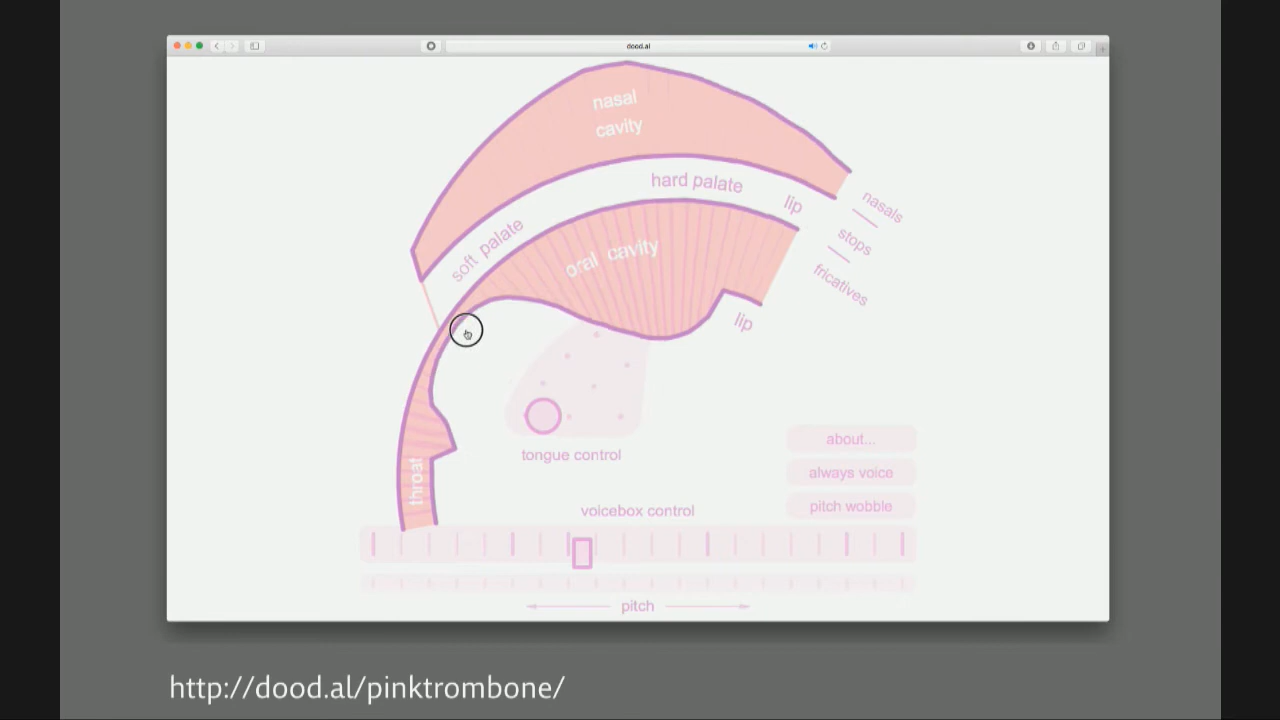 dood.al
nasal
cavity
hard palate
lip
nasals
soft palate
stops
oral cavity
fricatives
lip
tongue control
about...
always voice
throat
voicebox control
pitch wobble
pitch
http://dood.al/pinktrombone/